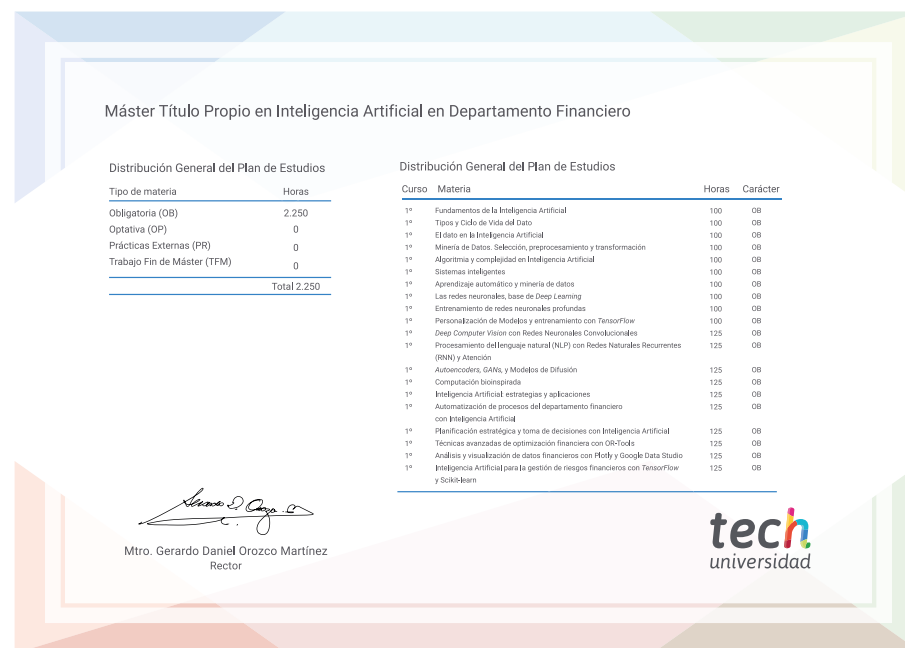 Máster Título Propio en Inteligencia Artificial en Departamento Financiero
Distribución General del Plan de Estudios
Tipo de materia Horas
Obligatoria (OB) 2.250
Optativa (OP) 0
Prácticas Externas (PR) 0
Trabajo Fin de Máster (TFM) 0
Total 2.250
Distribución General del Plan de Estudios
Curso Materia Horas Carácter
1º Fundamentos de la Inteligencia Artificial 100 OB
1º Tipos y Ciclo de Vida del Dato 100 OB
1º El dato en la Inteligencia Artificial 100 OB
1º Minería de Datos. Selección, preprocesamiento y transformación 100 OB
1º Algoritmia y complejidad en Inteligencia Artificial 100 OB
1º Sistemas inteligentes 100 OB
1º Aprendizaje automático y minería de datos 100 OB
1º Las redes neuronales, base de Deep Learning 100 OB
1º Entrenamiento de redes neuronales profundas 100 OB
1º Personalización de Modelos y entrenamiento con TensorFlow 100 OB
1º Deep Computer Vision con Redes Neuronales Convolucionales 125 OB
1º Procesamiento del lenguaje natural (NLP) con Redes Naturales Recurrentes 125 OB
(RNN) y Atención
1º Autoencoders, GANs, y Modelos de Difusión 125 OB
1º Computación bioinspirada 125 OB
1º Inteligencia Artificial: estrategias y aplicaciones 125 OB
1º Automatización de procesos del departamento financiero 125 OB
con Inteligencia Artificial
1º Planificación estratégica y toma de decisiones con Inteligencia Artificial 125 OB
1º Técnicas avanzadas de optimización financiera con OR-Tools 125 OB
1º Análisis y visualización de datos financieros con Plotly y Google Data Studio 125 OB
1º Inteligencia Artificial para la gestión de riesgos financieros con TensorFlow 125 OB
y Scikit-learn
Mtro. Gerardo Daniel Orozco Martínez
Rector
tech
universidad